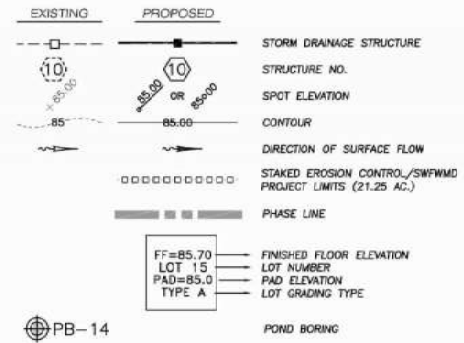 EXISTING PROPOSED
STORM DRAINAGE STRUCTURE
10 10 STRUCTURE NO.
85.00 85.00 OR 85.00 SPOT ELEVATION
85 85.00 CONTOUR
DIRECTION OF SURFACE FLOW
STAKED EROSION CONTROL/SWFWMD
PROJECT LIMITS (21.25 AC.)
PHASE LINE
FF=85.70 FINISHED FLOOR ELEVATION
LOT 15 LOT NUMBER
PAD=85.0 PAD ELEVATION
TYPE A LOT GRADING TYPE
PB-14 POND BORING